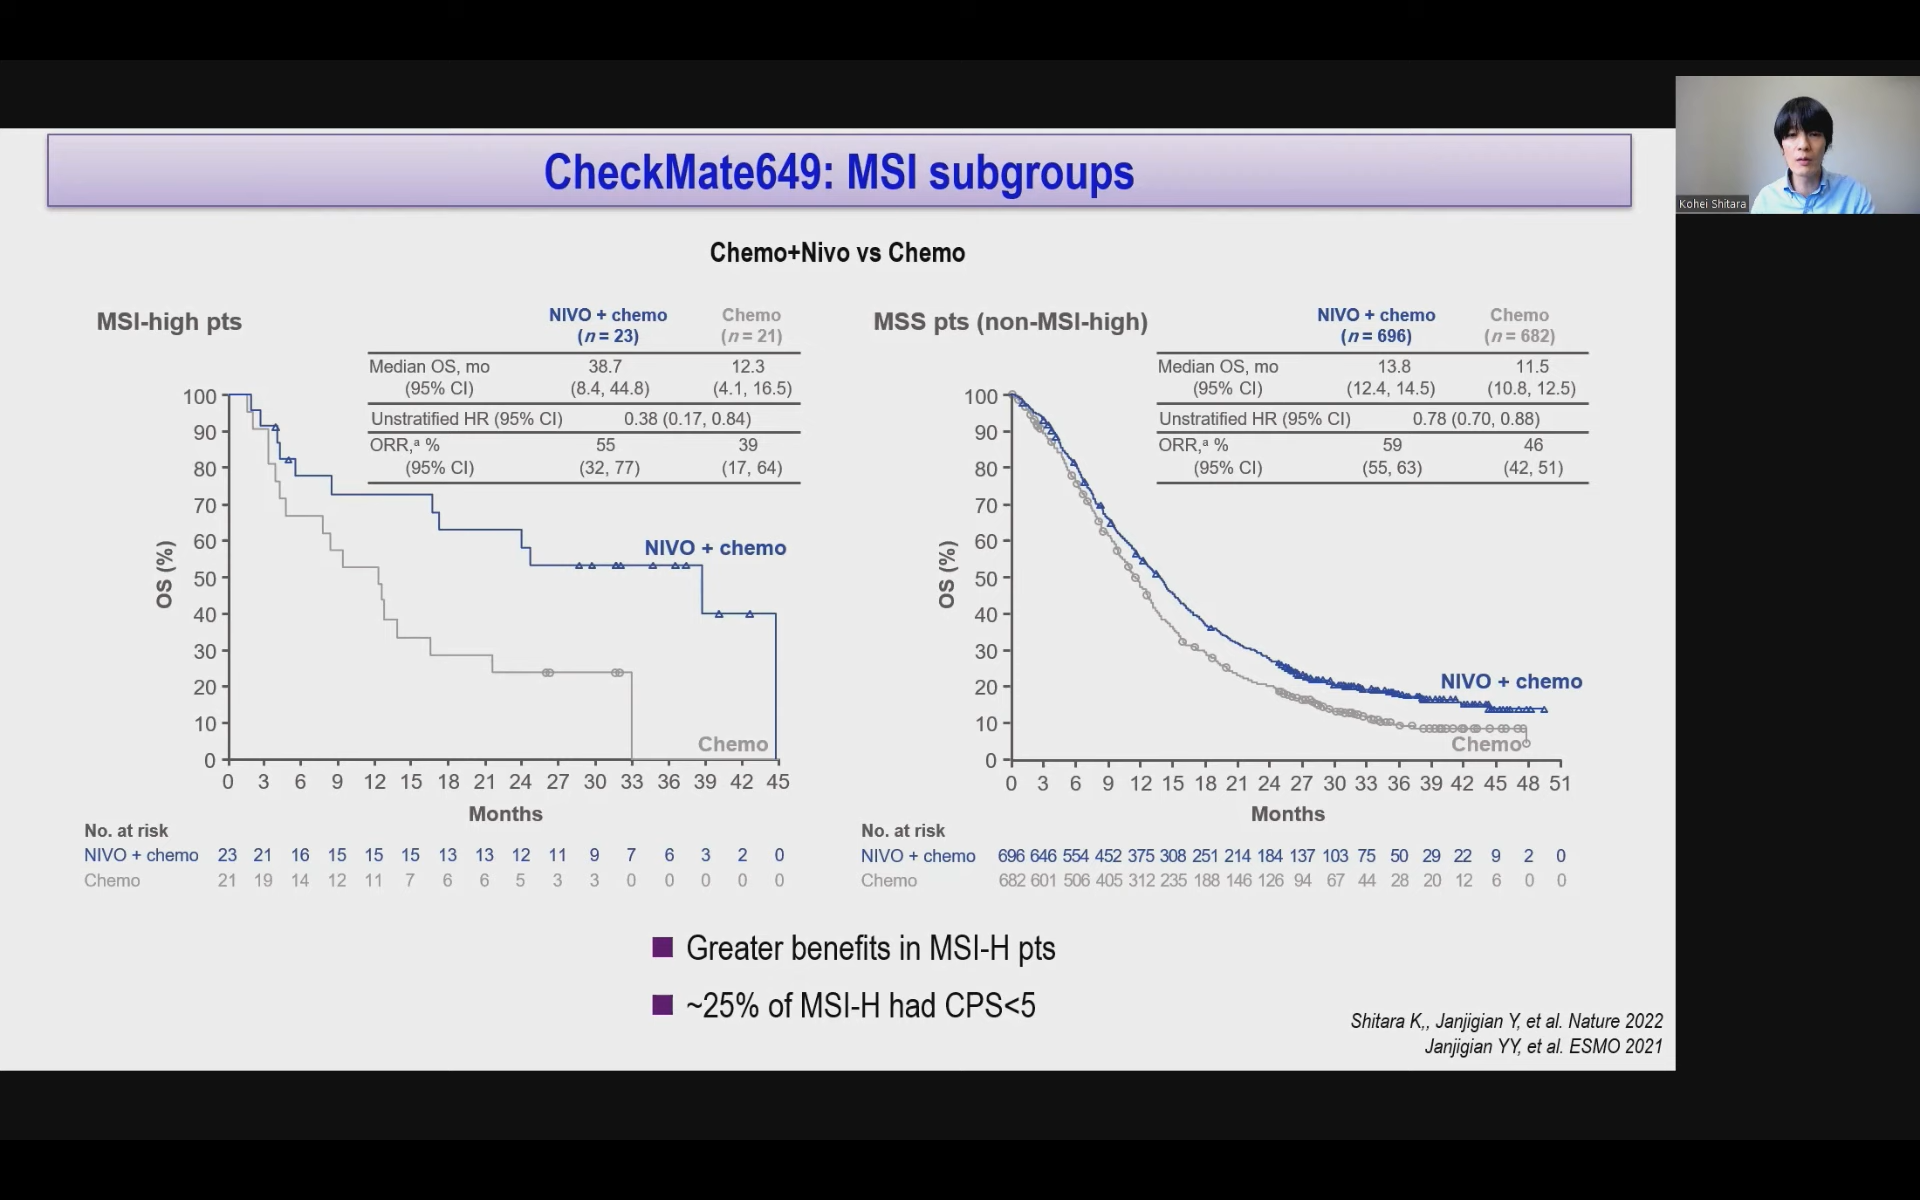 CheckMate649: MSI subgroups
Kohei Shitara
Chemo+Nivo vs Chemo
MSI-high pts
NIVO + chemo Chemo
(n = 23) (n = 21)
Median OS, mo 38.7 12.3
(95% CI) (8.4, 44.8) (4.1, 16.5)
Unstratified HR (95% CI) 0.38 (0.17, 0.84)
ORR,ᵃ % 55 39
(95% CI) (32, 77) (17, 64)
100
90
80
70
60
50
40
30
20
10
0
OS (%)
NIVO + chemo
Chemo
0 3 6 9 12 15 18 21 24 27 30 33 36 39 42 45
Months
No. at risk
NIVO + chemo 23 21 16 15 15 15 13 13 12 11 9 7 6 3 2 0
Chemo 21 19 14 12 11 7 6 6 5 3 3 0 0 0 0 0
MSS pts (non-MSI-high)
NIVO + chemo Chemo
(n = 696) (n = 682)
Median OS, mo 13.8 11.5
(95% CI) (12.4, 14.5) (10.8, 12.5)
Unstratified HR (95% CI) 0.78 (0.70, 0.88)
ORR,ᵃ % 59 46
(95% CI) (55, 63) (42, 51)
100
90
80
70
60
50
40
30
20
10
0
OS (%)
NIVO + chemo
Chemo
0 3 6 9 12 15 18 21 24 27 30 33 36 39 42 45 48 51
Months
No. at risk
NIVO + chemo 696 646 554 452 375 308 251 214 184 137 103 75 50 29 22 9 2 0
Chemo 682 601 506 405 312 235 188 146 126 94 67 44 28 20 12 6 0 0
Greater benefits in MSI-H pts
~25% of MSI-H had CPS<5
Shitara K,, Janjigian Y, et al. Nature 2022
Janjigian YY, et al. ESMO 2021